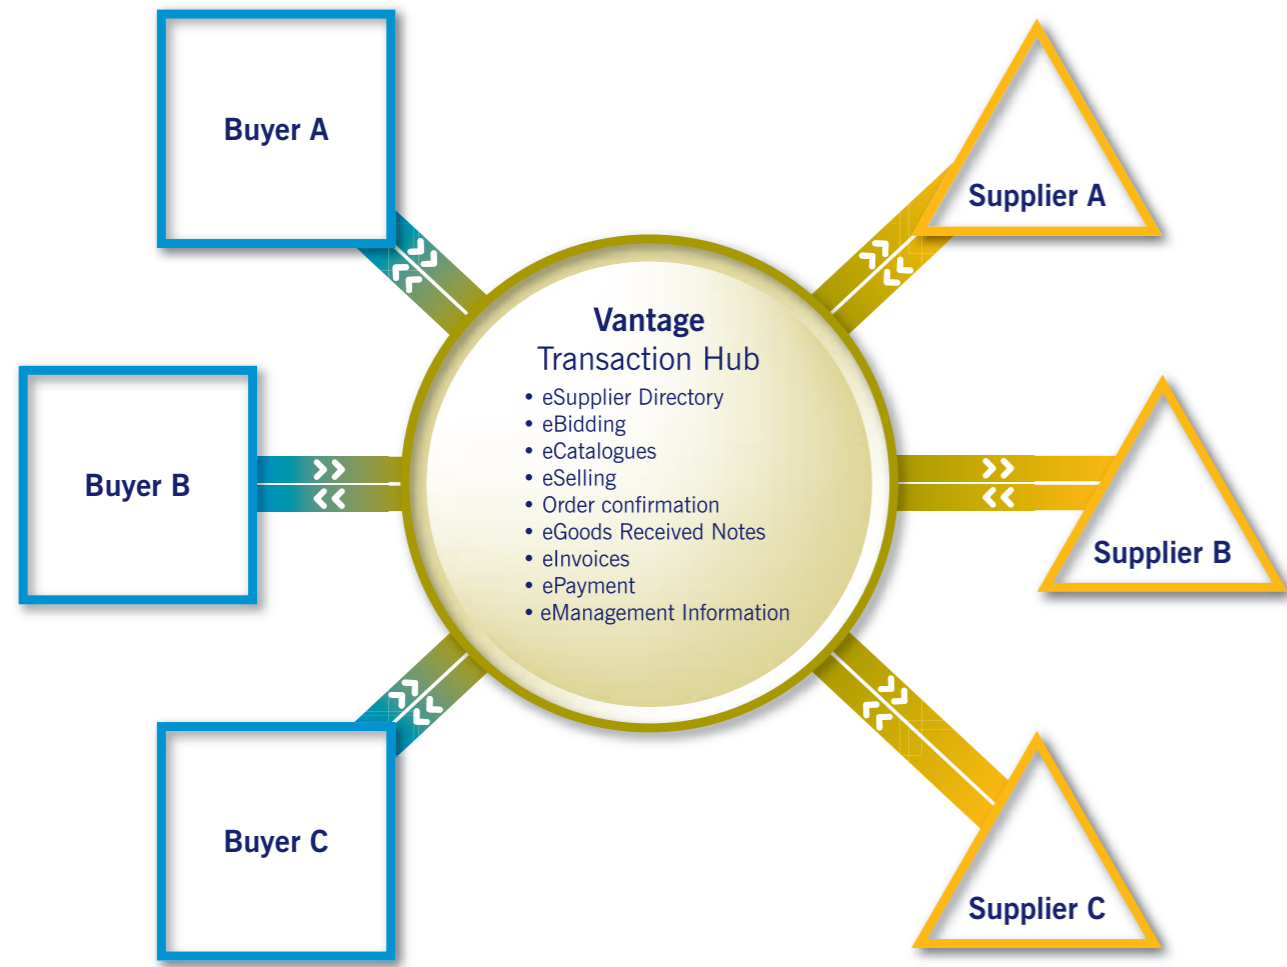 Buyer A
Supplier A
Vantage
Transaction Hub
• eSupplier Directory
• eBidding
• eCatalogues
• eSelling
• Order confirmation
• eGoods Received Notes
• eInvoices
• ePayment
• eManagement Information
Buyer B
Supplier B
Buyer C
Supplier C